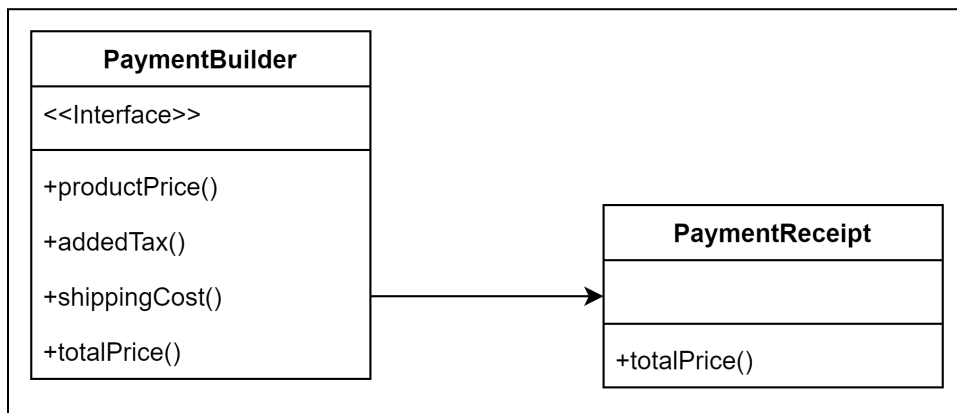 PaymentBuilder
<<Interface>>
+productPrice()
+addedTax()
+shippingCost()
+totalPrice()
PaymentReceipt
+totalPrice()